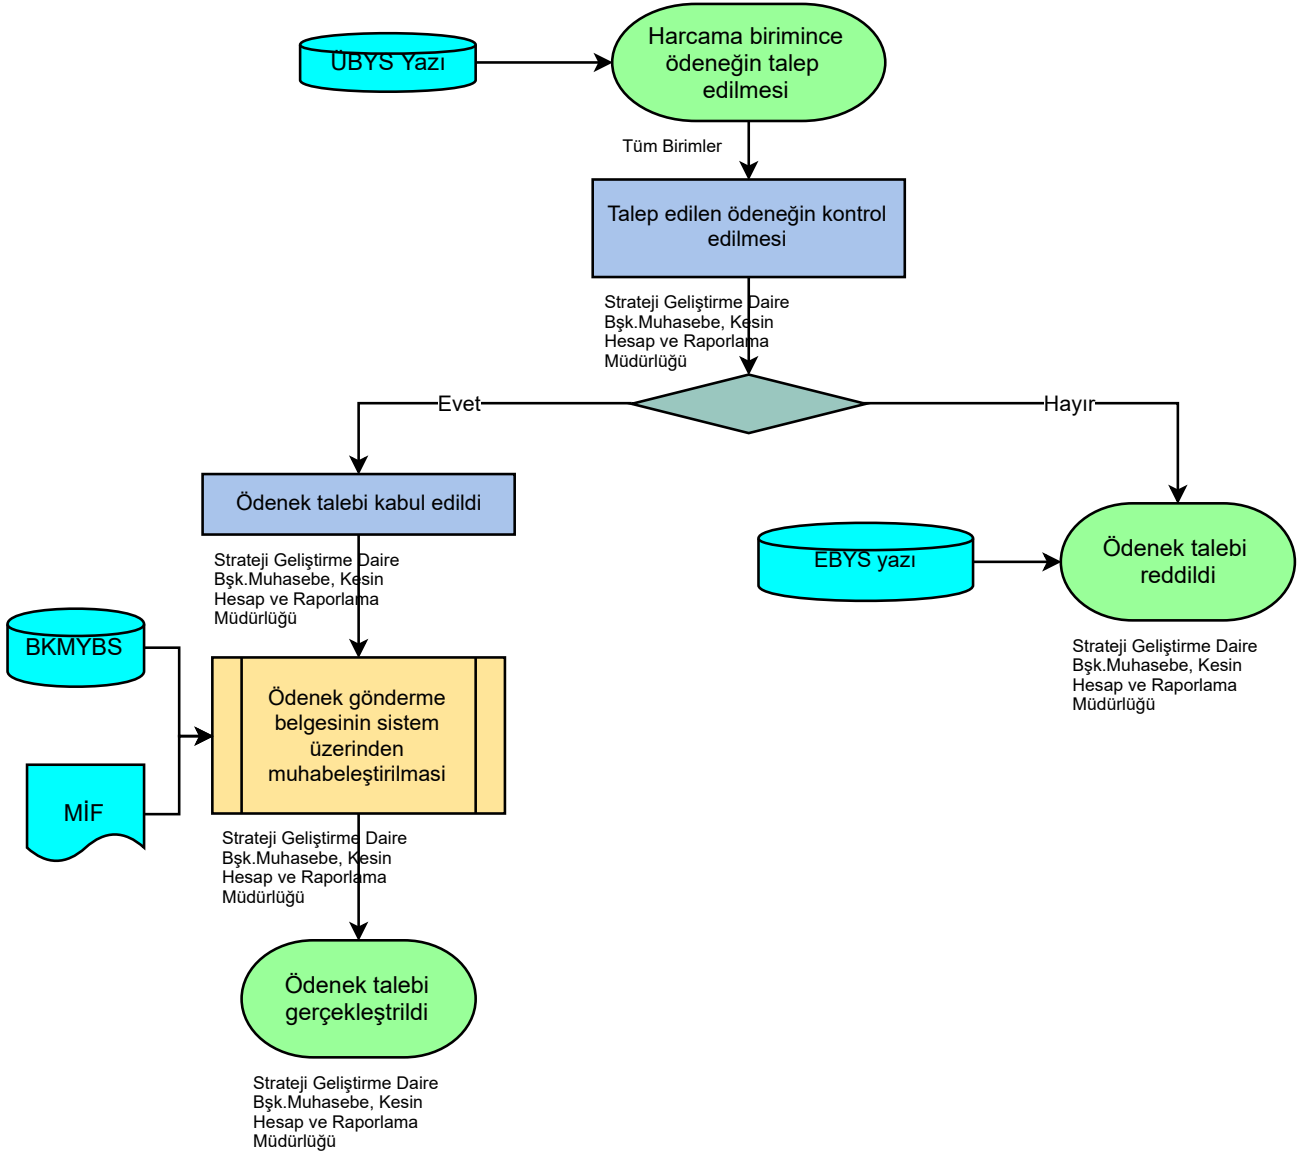 ÜBYS Yazı
Harcama birimince
ödeneğin talep
edilmesi
Tüm Birimler
Talep edilen ödeneğin kontrol
edilmesi
Strateji Geliştirme Daire
Bşk.Muhasebe, Kesin
Hesap ve Raporlama
Müdürlüğü
Evet
Hayır
Ödenek talebi kabul edildi
Strateji Geliştirme Daire
Bşk.Muhasebe, Kesin
Hesap ve Raporlama
Müdürlüğü
EBYS yazı
Ödenek talebi
reddildi
Strateji Geliştirme Daire
Bşk.Muhasebe, Kesin
Hesap ve Raporlama
Müdürlüğü
BKMYBS
MİF
Ödenek gönderme
belgesinin sistem
üzerinden
muhabeleştirilmasi
Strateji Geliştirme Daire
Bşk.Muhasebe, Kesin
Hesap ve Raporlama
Müdürlüğü
Ödenek talebi
gerçekleştrildi
Strateji Geliştirme Daire
Bşk.Muhasebe, Kesin
Hesap ve Raporlama
Müdürlüğü